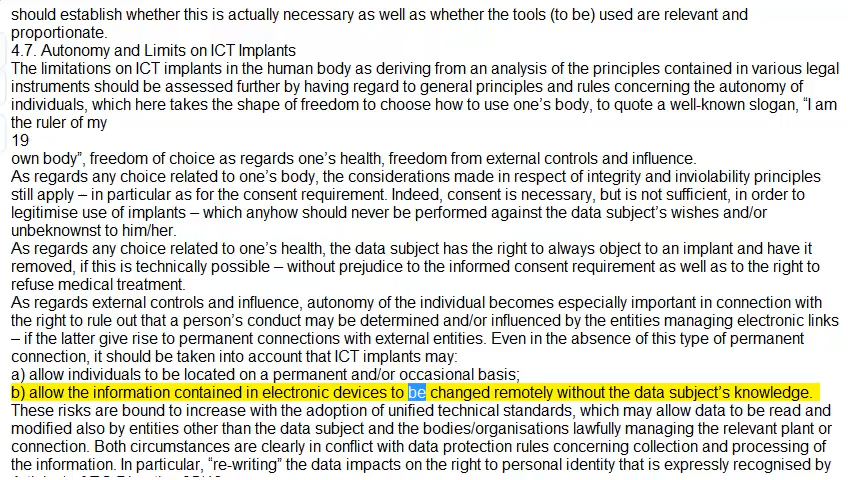 should establish whether this is actually necessary as well as whether the tools (to be) used are relevant and
proportionate.
4.7. Autonomy and Limits on ICT Implants
The limitations on ICT implants in the human body as deriving from an analysis of the principles contained in various legal
instruments should be assessed further by having regard to general principles and rules concerning the autonomy of
individuals, which here takes the shape of freedom to choose how to use one's body, to quote a well-known slogan, “I am
the ruler of my
19
own body”, freedom of choice as regards one's health, freedom from external controls and influence.
As regards any choice related to one's body, the considerations made in respect of integrity and inviolability principles
still apply – in particular as for the consent requirement. Indeed, consent is necessary, but is not sufficient, in order to
legitimise use of implants – which anyhow should never be performed against the data subject's wishes and/or
unbeknownst to him/her.
As regards any choice related to one's health, the data subject has the right to always object to an implant and have it
removed, if this is technically possible – without prejudice to the informed consent requirement as well as to the right to
refuse medical treatment.
As regards external controls and influence, autonomy of the individual becomes especially important in connection with
the right to rule out that a person's conduct may be determined and/or influenced by the entities managing electronic links
– if the latter give rise to permanent connections with external entities. Even in the absence of this type of permanent
connection, it should be taken into account that ICT implants may:
a) allow individuals to be located on a permanent and/or occasional basis;
b) allow the information contained in electronic devices to be changed remotely without the data subject's knowledge.
These risks are bound to increase with the adoption of unified technical standards, which may allow data to be read and
modified also by entities other than the data subject and the bodies/organisations lawfully managing the relevant plant or
connection. Both circumstances are clearly in conflict with data protection rules concerning collection and processing of
the information. In particular, “re-writing” the data impacts on the right to personal identity that is expressly recognised by